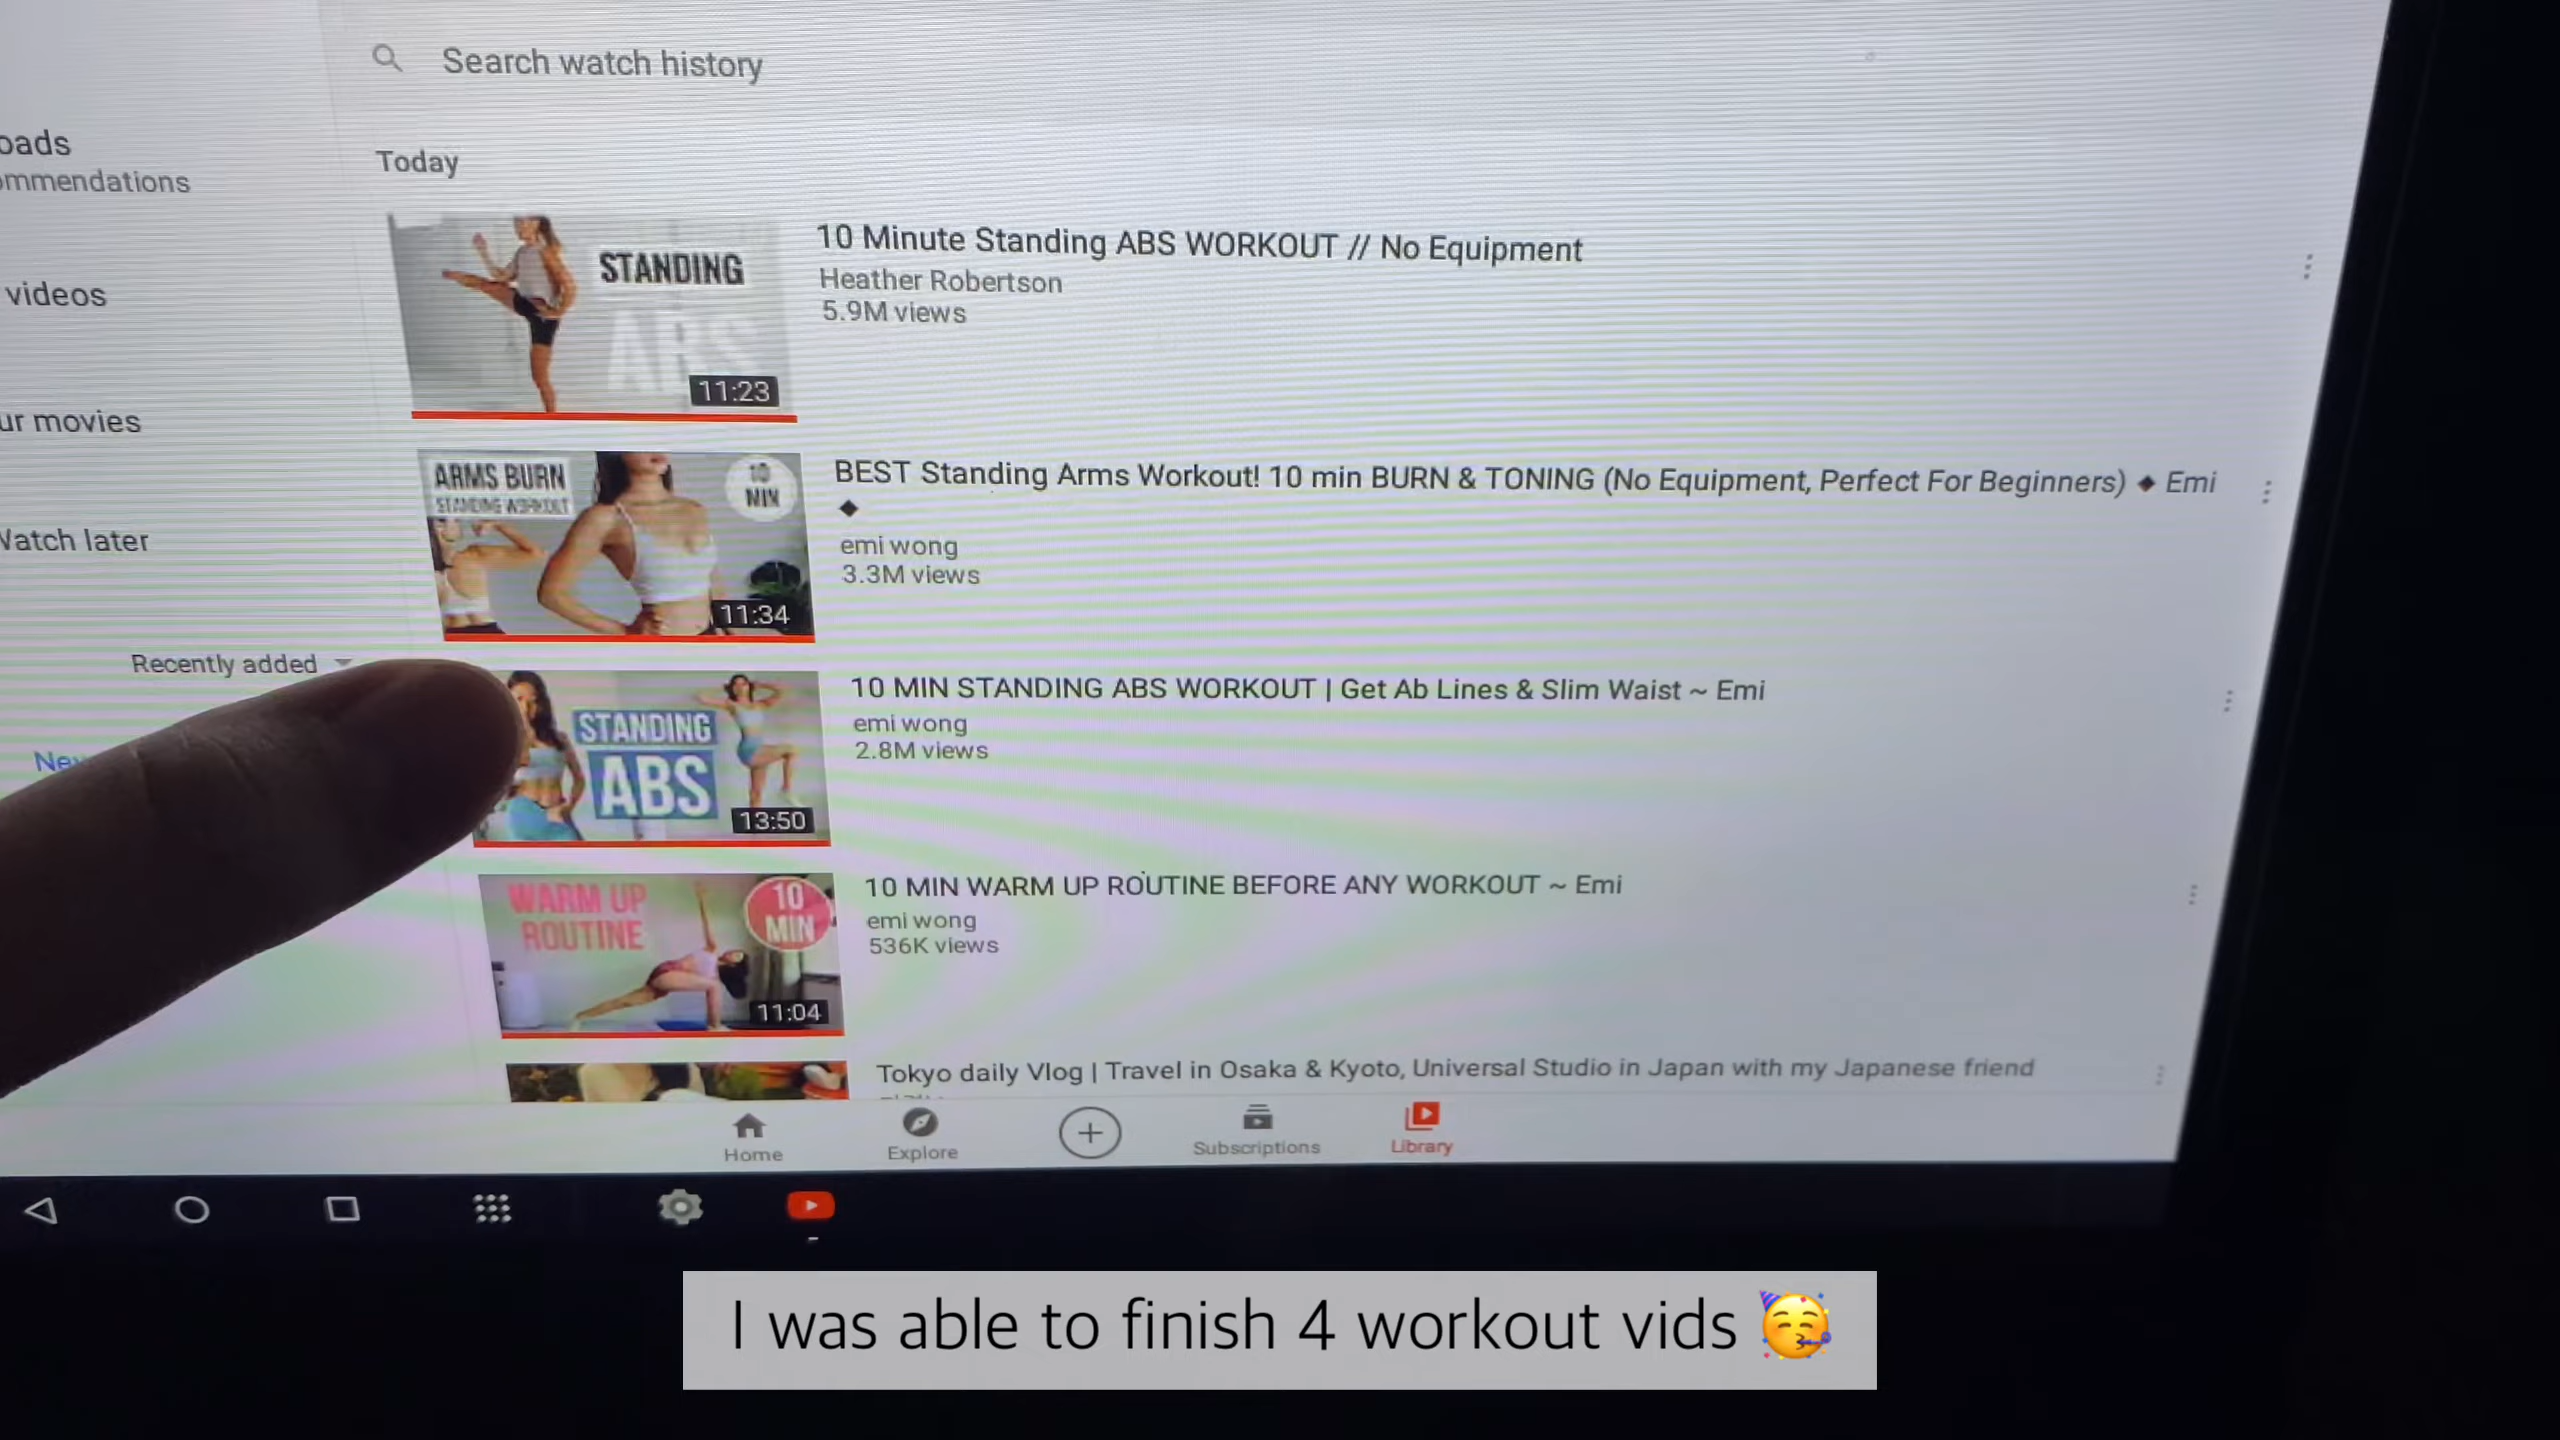 Search watch history
oads
ommendations
Today
STANDING
ABS
11:23
10 Minute Standing ABS WORKOUT // No Equipment
Heather Robertson
5.9M views
videos
ur movies
ARMS BURN
STANDING WORKOUT
10
MIN
11:34
BEST Standing Arms Workout! 10 min BURN & TONING (No Equipment, Perfect For Beginners) ◆ Emi
◆
emi wong
3.3M views
Watch later
Recently added
STANDING
ABS
13:50
10 MIN STANDING ABS WORKOUT | Get Ab Lines & Slim Waist ~ Emi
emi wong
2.8M views
WARM UP
ROUTINE
10
MIN
11:04
10 MIN WARM UP ROUTINE BEFORE ANY WORKOUT ~ Emi
emi wong
536K views
Tokyo daily Vlog | Travel in Osaka & Kyoto, Universal Studio in Japan with my Japanese friend
Home
Explore
Subscriptions
Library
I was able to finish 4 workout vids 🥳